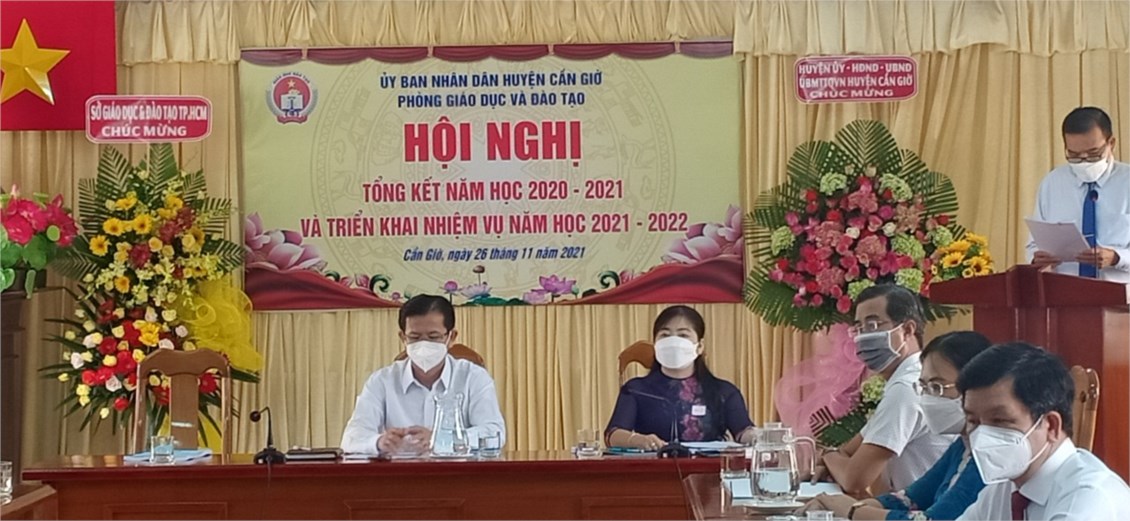 SỞ GIÁO DỤC & ĐÀO TẠO TP.HCM
CHÚC MỪNG
ỦY BAN NHÂN DÂN HUYỆN CẦN GIỜ
PHÒNG GIÁO DỤC VÀ ĐÀO TẠO
HỘI NGHỊ
TỔNG KẾT NĂM HỌC 2020 - 2021
VÀ TRIỂN KHAI NHIỆM VỤ NĂM HỌC 2021 - 2022
Cần Giờ, ngày 26 tháng 11 năm 2021
HUYỆN ỦY - HĐND - UBND
UBMTTQVN HUYỆN CẦN GIỜ
CHÚC MỪNG